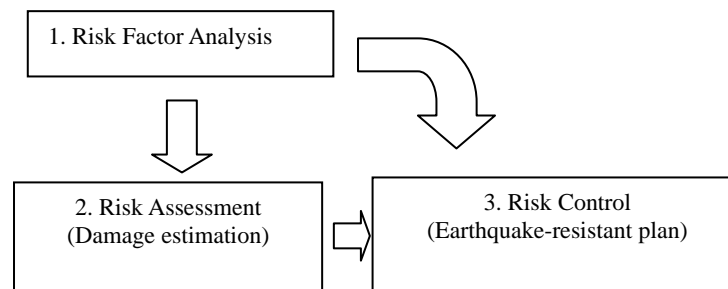 1. Risk Factor Analysis
2. Risk Assessment
(Damage estimation)
3. Risk Control
(Earthquake-resistant plan)